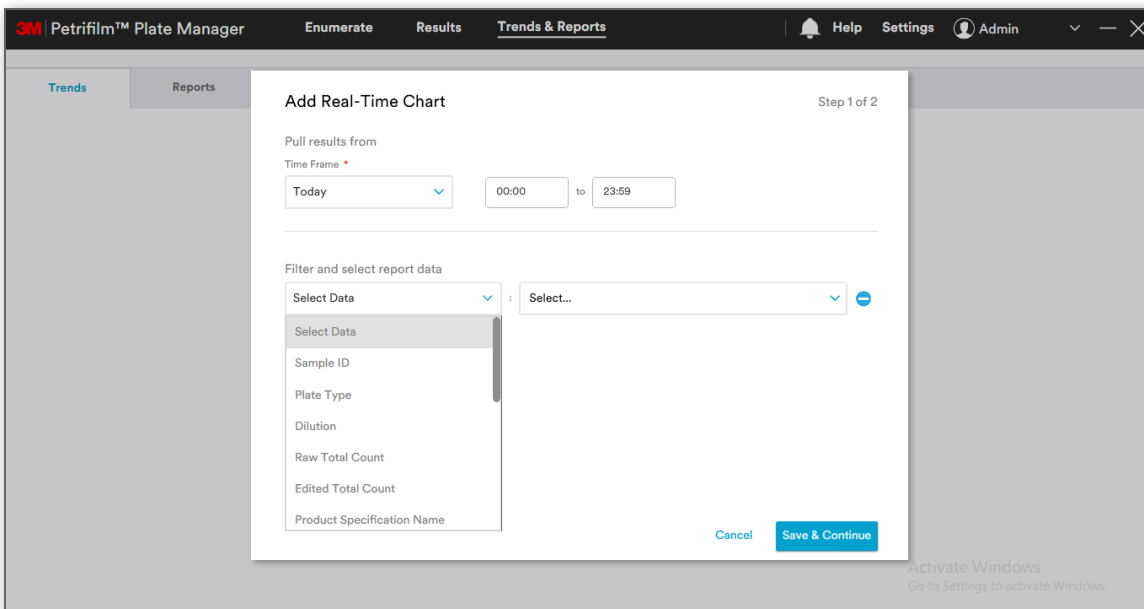 3M Petrifilm™ Plate Manager Enumerate Results Trends & Reports Help Settings Admin
Trends Reports
Add Real-Time Chart Step 1 of 2
Pull results from
Time Frame *
Today 00:00 to 23:59
Filter and select report data
Select Data : Select...
Select Data
Sample ID
Plate Type
Dilution
Raw Total Count
Edited Total Count
Product Specification Name
Cancel Save & Continue
Activate Windows
Go to Settings to activate Windows.